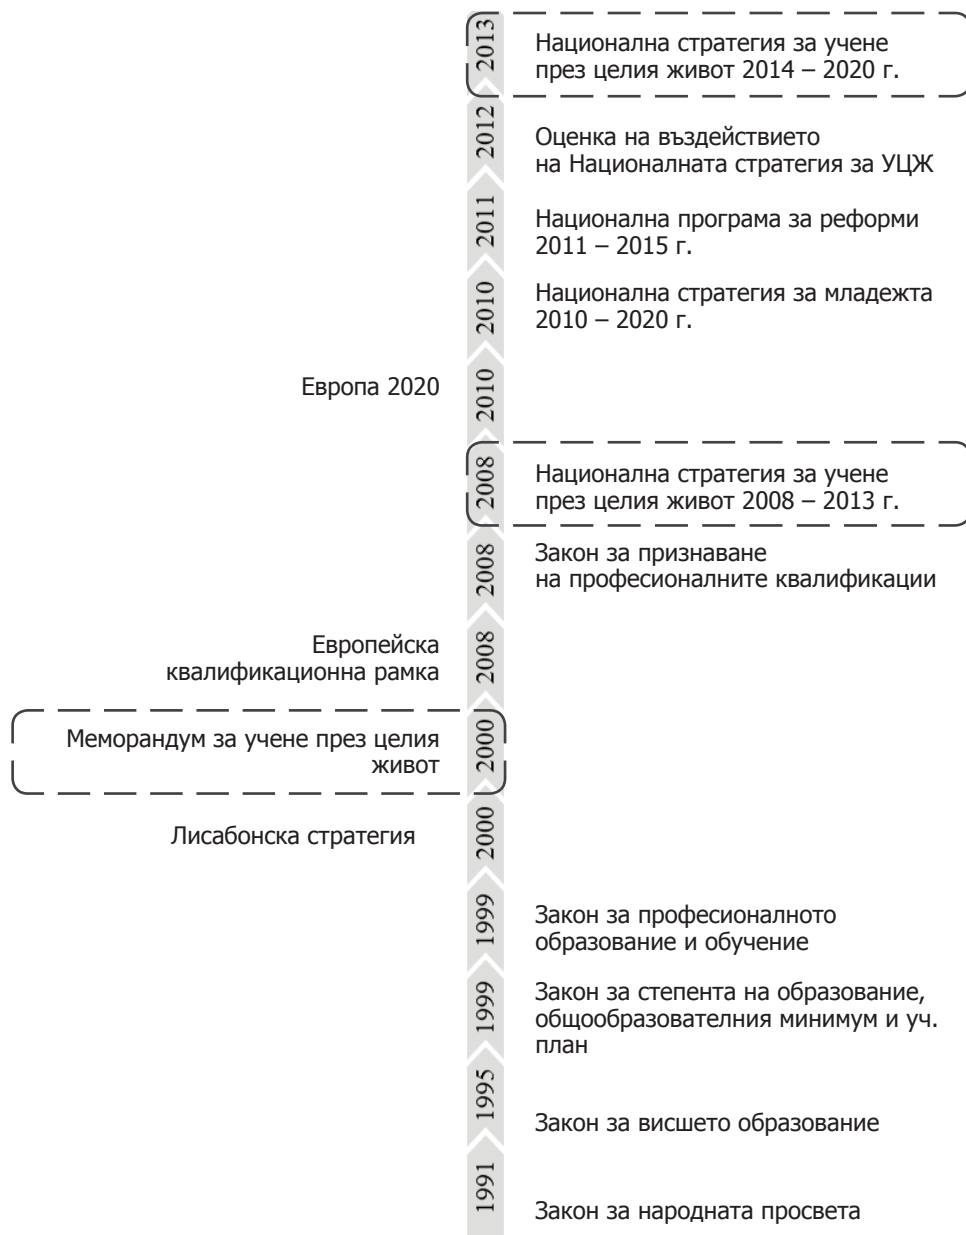 2013
Национална стратегия за учене
през целия живот 2014 – 2020 г.
2012
Оценка на въздействието
на Националната стратегия за УЦЖ
2011
Национална програма за реформи
2011 – 2015 г.
2010
Национална стратегия за младежта
2010 – 2020 г.
Европа 2020
2010
2008
Национална стратегия за учене
през целия живот 2008 – 2013 г.
2008
Закон за признаване
на професионалните квалификации
Европейска
квалификационна рамка
2008
Меморандум за учене през целия
живот
2000
Лисабонска стратегия
2000
1999
Закон за професионалното
образование и обучение
1999
Закон за степента на образование,
общообразователния минимум и уч.
план
1995
Закон за висшето образование
1991
Закон за народната просвета